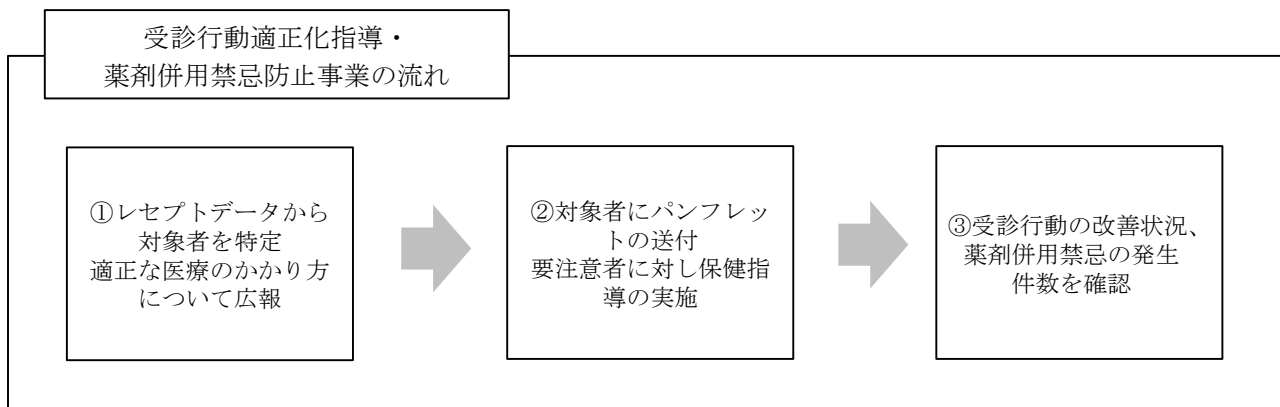 受診行動適正化指導・
薬剤併用禁忌防止事業の流れ
①レセプトデータから
対象者を特定
適正な医療のかかり方
について広報
②対象者にパンフレッ
トの送付
要注意者に対し保健指
導の実施
③受診行動の改善状況、
薬剤併用禁忌の発生
件数を確認